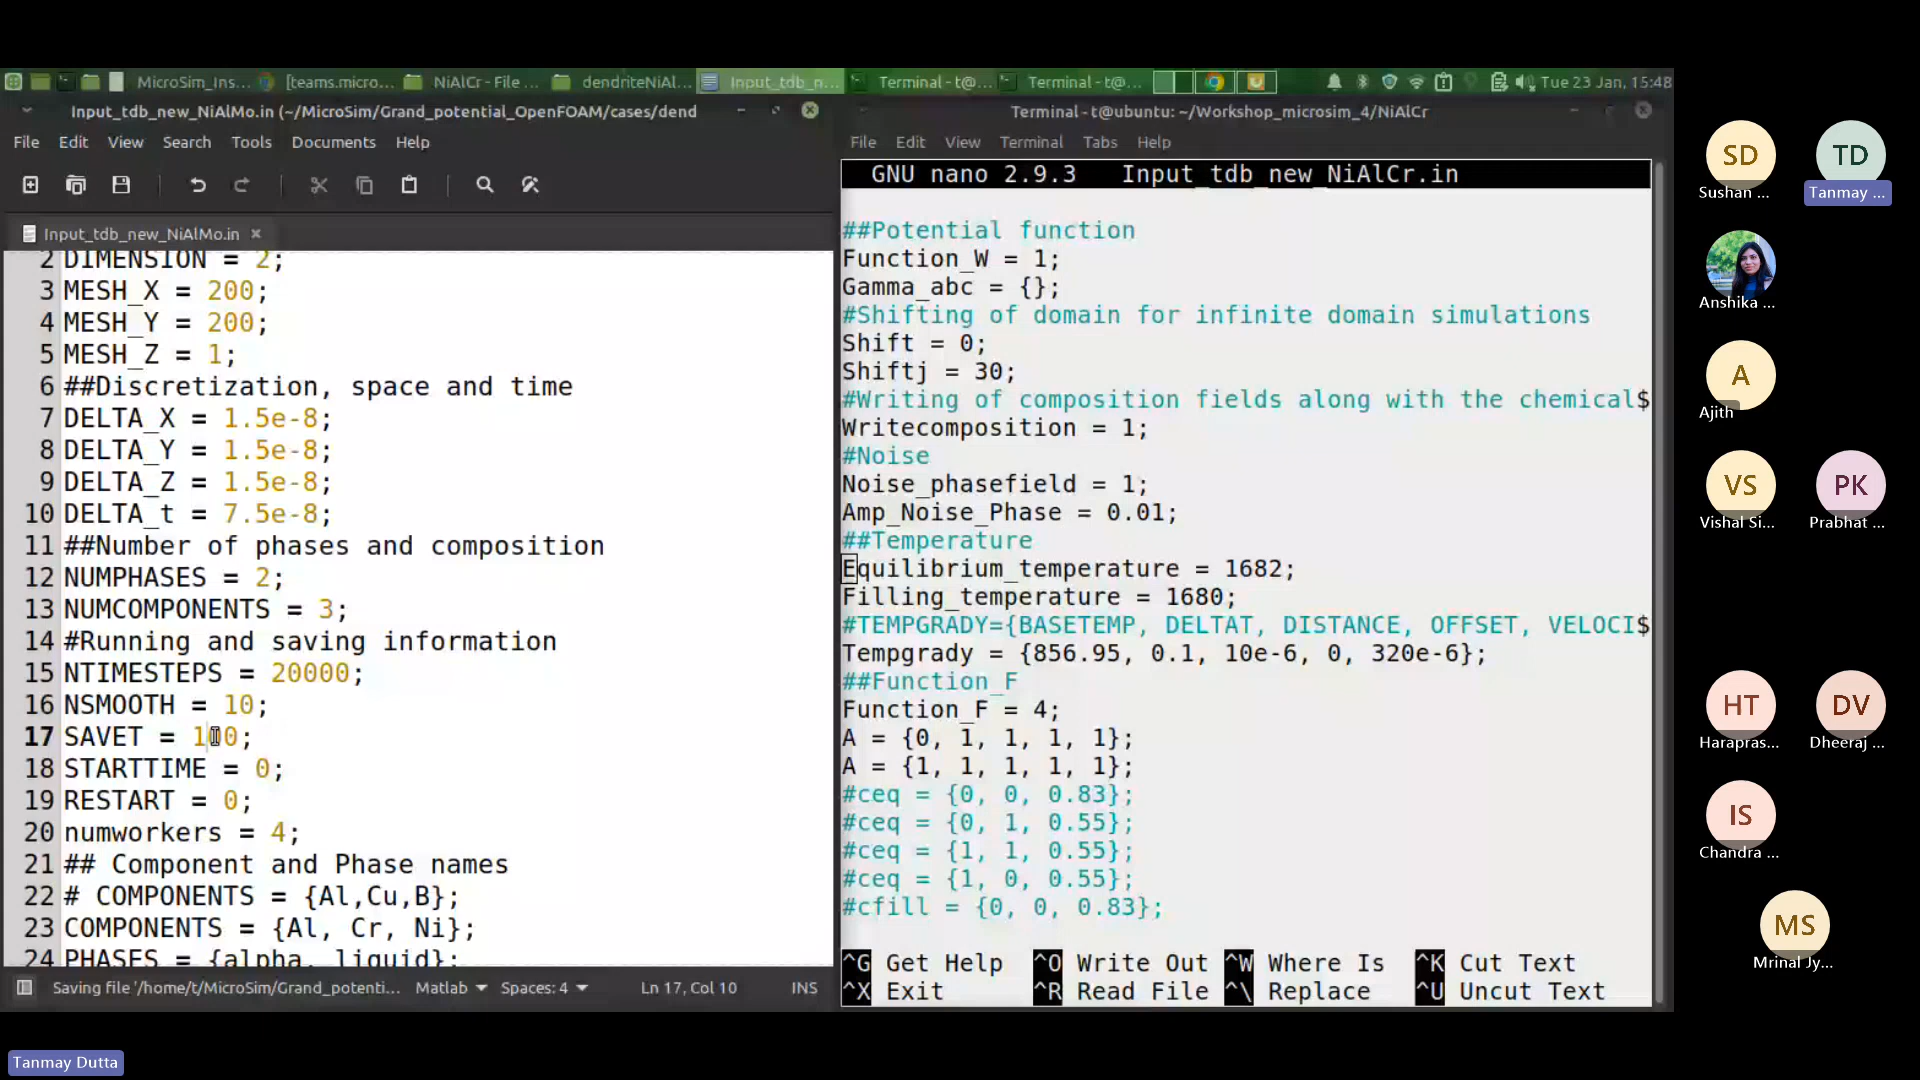 MicroSim_Ins...
[teams.micro...
NiAlCr - File ...
dendriteNiAl...
Input_tdb_n...
Terminal - t@...
Terminal - t@...
Tue 23 Jan, 15:48
Input_tdb_new_NiAlMo.in (~/MicroSim/Grand_potential_OpenFOAM/cases/dend
File Edit View Search Tools Documents Help
Input_tdb_new_NiAlMo.in
2 DIMENSION = 2;
3 MESH_X = 200;
4 MESH_Y = 200;
5 MESH_Z = 1;
6 ##Discretization, space and time
7 DELTA_X = 1.5e-8;
8 DELTA_Y = 1.5e-8;
9 DELTA_Z = 1.5e-8;
10 DELTA_t = 7.5e-8;
11 ##Number of phases and composition
12 NUMPHASES = 2;
13 NUMCOMPONENTS = 3;
14 #Running and saving information
15 NTIMESTEPS = 20000;
16 NSMOOTH = 10;
17 SAVET = 100;
18 STARTTIME = 0;
19 RESTART = 0;
20 numworkers = 4;
21 ## Component and Phase names
22 # COMPONENTS = {Al,Cu,B};
23 COMPONENTS = {Al, Cr, Ni};
24 PHASES = {alpha, liquid};
Saving file '/home/t/MicroSim/Grand_potenti... Matlab Spaces: 4 Ln 17, Col 10 INS
Terminal - t@ubuntu: ~/Workshop_microsim_4/NiAlCr
File Edit View Terminal Tabs Help
GNU nano 2.9.3 Input_tdb_new_NiAlCr.in
##Potential function
Function_W = 1;
Gamma_abc = {};
#Shifting of domain for infinite domain simulations
Shift = 0;
Shiftj = 30;
#Writing of composition fields along with the chemical$
Writecomposition = 1;
#Noise
Noise_phasefield = 1;
Amp_Noise_Phase = 0.01;
##Temperature
Equilibrium_temperature = 1682;
Filling_temperature = 1680;
#TEMPGRADY={BASETEMP, DELTAT, DISTANCE, OFFSET, VELOCI$
Tempgrady = {856.95, 0.1, 10e-6, 0, 320e-6};
##Function_F
Function_F = 4;
A = {0, 1, 1, 1, 1};
A = {1, 1, 1, 1, 1};
#ceq = {0, 0, 0.83};
#ceq = {0, 1, 0.55};
#ceq = {1, 1, 0.55};
#ceq = {1, 0, 0.55};
#cfill = {0, 0, 0.83};
^G Get Help ^O Write Out ^W Where Is ^K Cut Text
^X Exit ^R Read File ^\ Replace ^U Uncut Text
SD
Sushan ...
TD
Tanmay ...
Anshika ...
A
Ajith
VS
Vishal Si...
PK
Prabhat ...
HT
Harapras...
DV
Dheeraj ...
IS
Chandra ...
MS
Mrinal Jy...
Tanmay Dutta